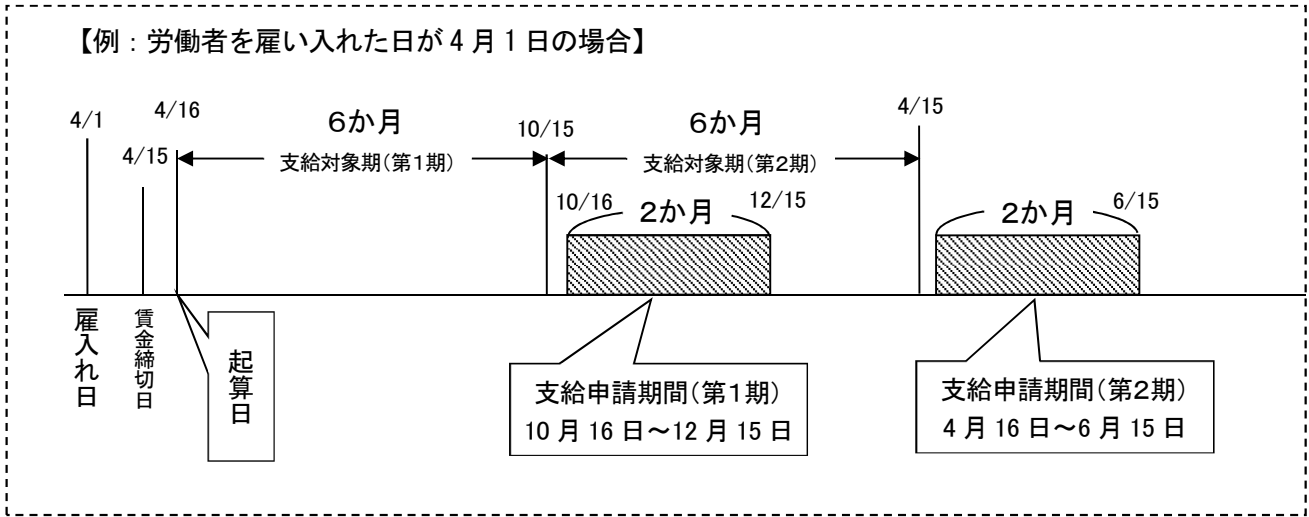 【例：労働者を雇い入れた日が4月1日の場合】
4/1
4/15
4/16
6か月
支給対象期(第1期)
10/15
6か月
支給対象期(第2期)
4/15
10/16
2か月
12/15
2か月
6/15
雇入れ日
賃金締切日
起算日
支給申請期間(第1期)
10月16日～12月15日
支給申請期間(第2期)
4月16日～6月15日